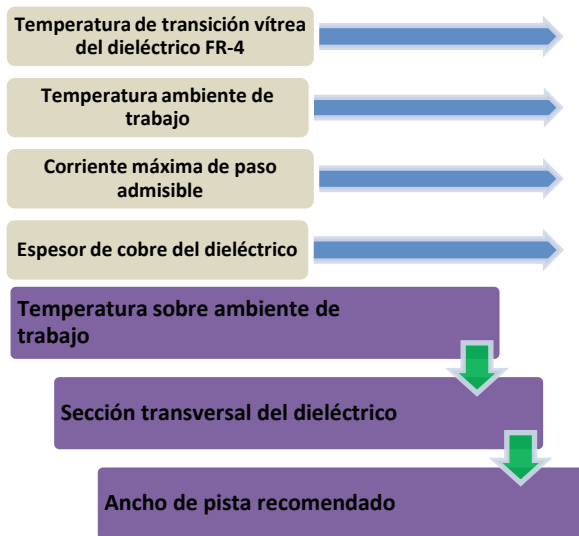 Temperatura de transición vítrea
del dieléctrico FR-4
Temperatura ambiente de
trabajo
Corriente máxima de paso
admisible
Espesor de cobre del dieléctrico
Temperatura sobre ambiente de
trabajo
Sección transversal del dieléctrico
Ancho de pista recomendado